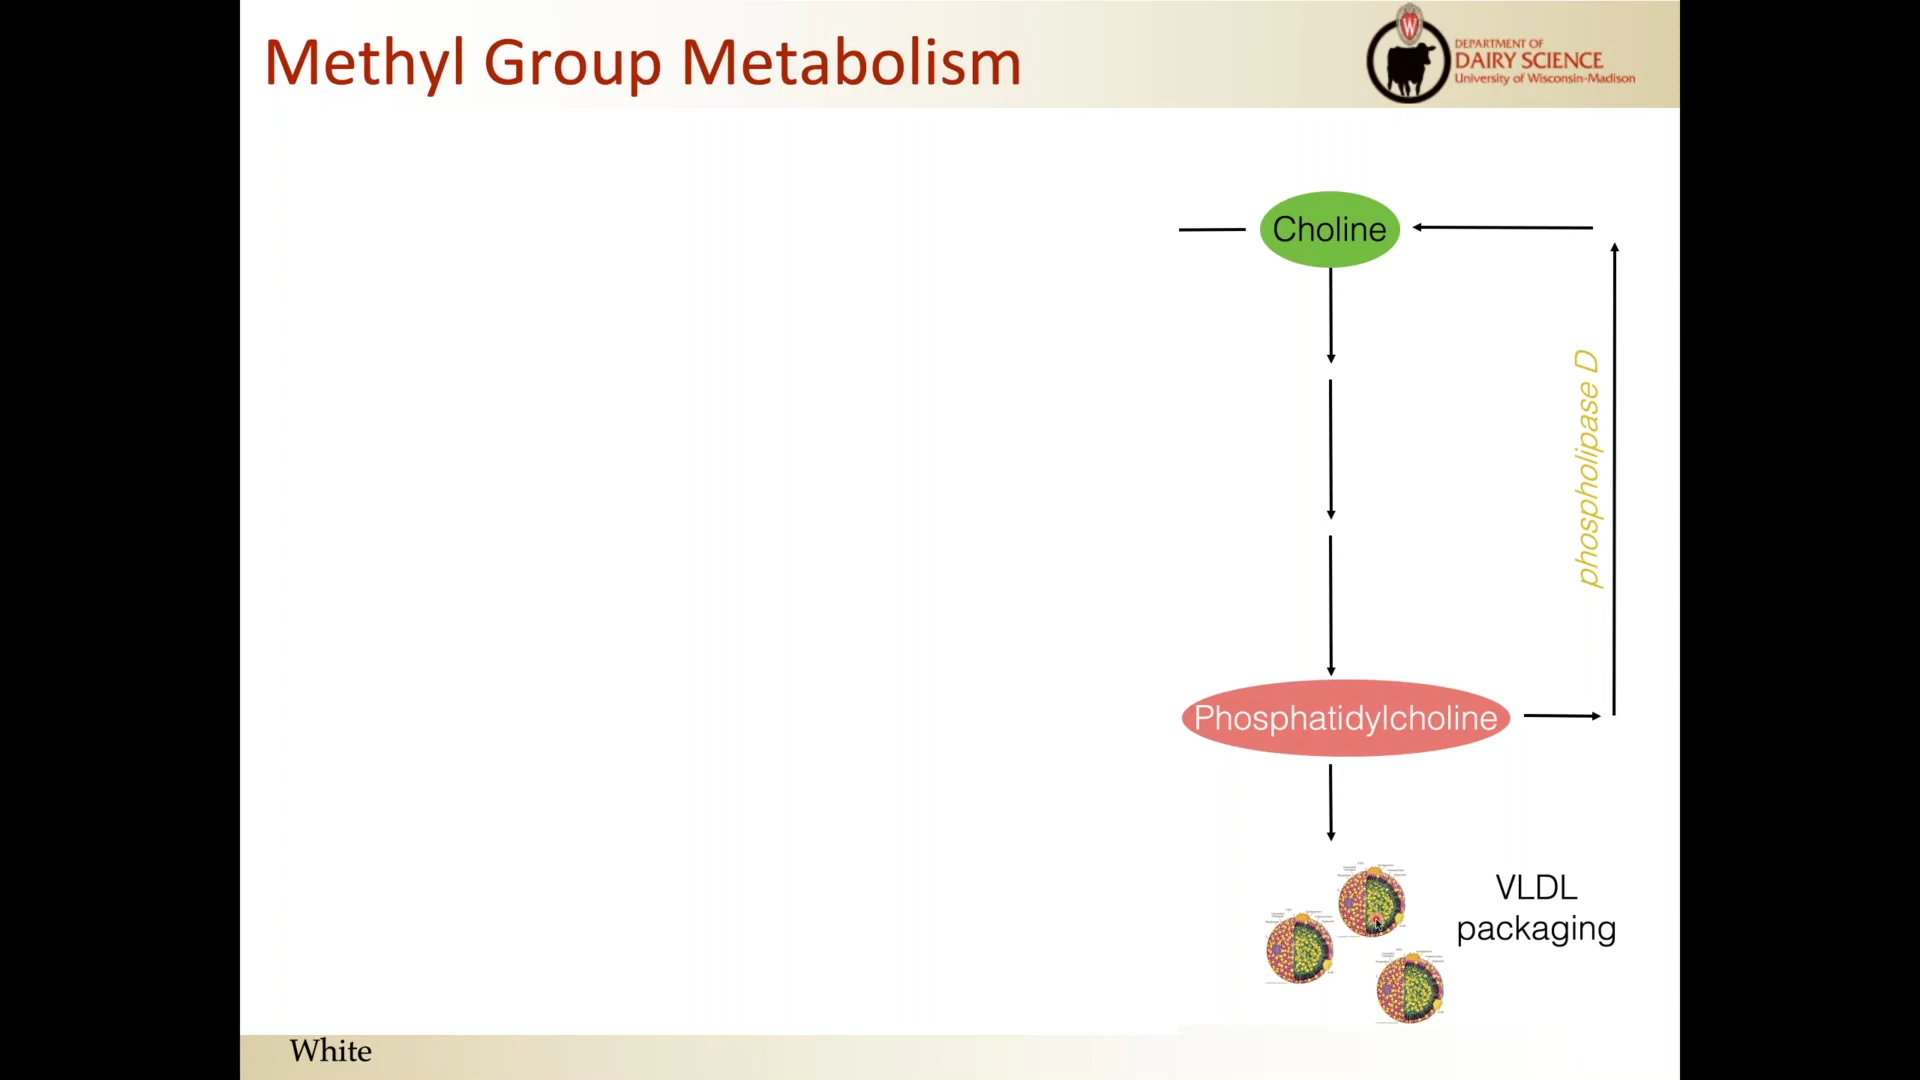 Methyl Group Metabolism
W
DEPARTMENT OF
DAIRY SCIENCE
University of Wisconsin-Madison
Choline
phospholipase D
Phosphatidylcholine
VLDL
packaging
White